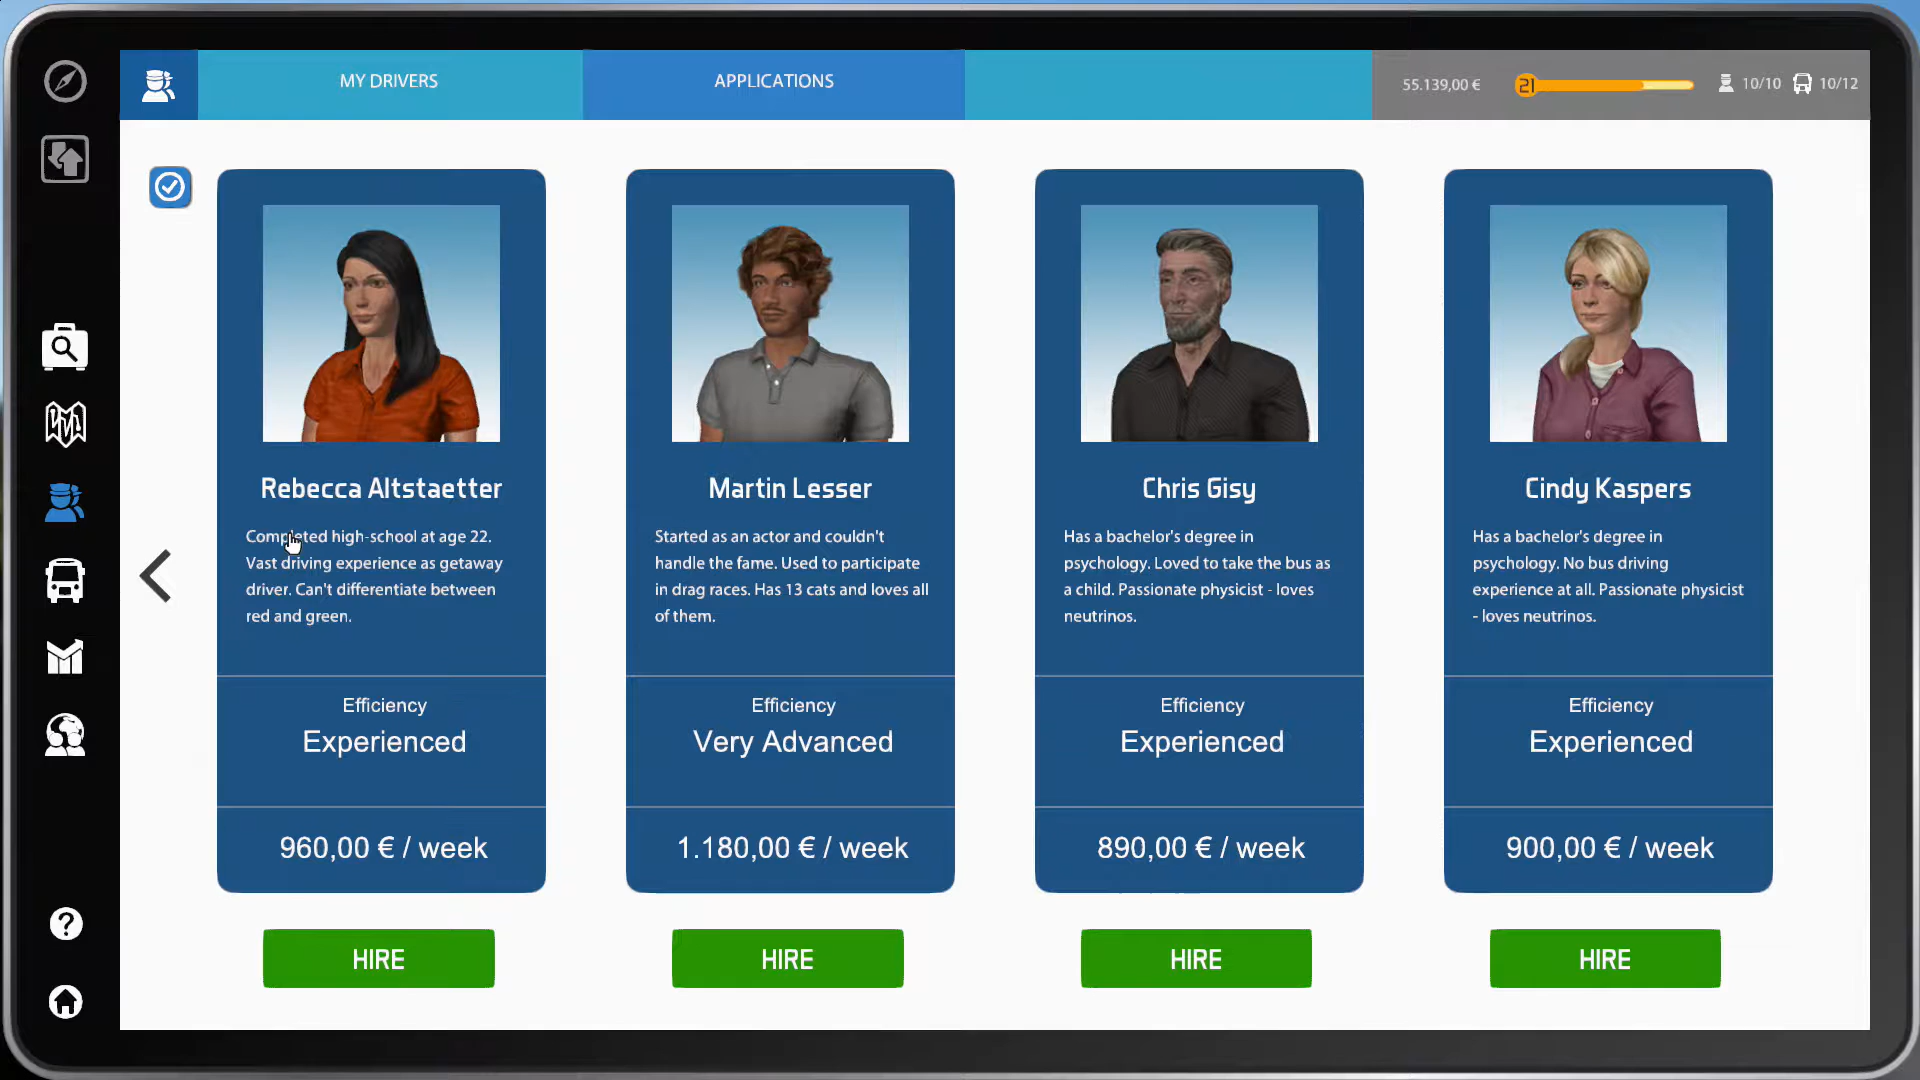 MY DRIVERS
APPLICATIONS
55.139,00 €
21
10/10
10/12
Rebecca Altstaetter
Completed high-school at age 22.
Vast driving experience as getaway
driver. Can't differentiate between
red and green.
Efficiency
Experienced
960,00 € / week
HIRE
Martin Lesser
Started as an actor and couldn't
handle the fame. Used to participate
in drag races. Has 13 cats and loves all
of them.
Efficiency
Very Advanced
1.180,00 € / week
HIRE
Chris Gisy
Has a bachelor's degree in
psychology. Loved to take the bus as
a child. Passionate physicist - loves
neutrinos.
Efficiency
Experienced
890,00 € / week
HIRE
Cindy Kaspers
Has a bachelor's degree in
psychology. No bus driving
experience at all. Passionate physicist
- loves neutrinos.
Efficiency
Experienced
900,00 € / week
HIRE
?